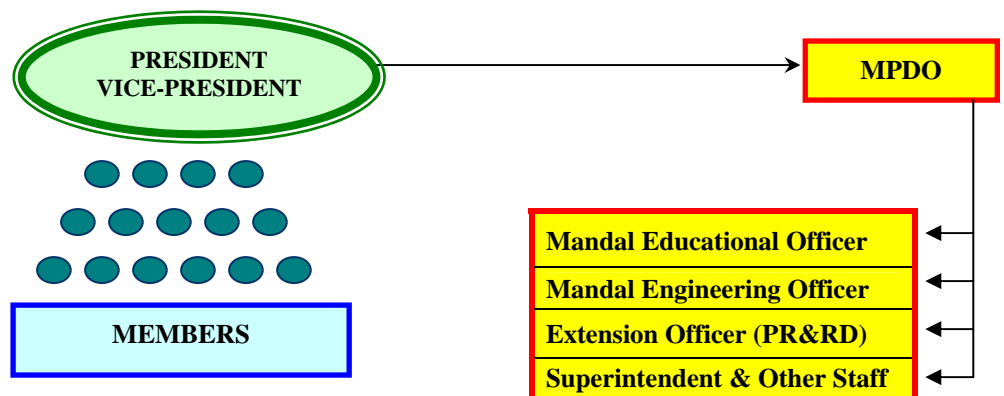 PRESIDENT
VICE-PRESIDENT
MPDO
Mandal Educational Officer
Mandal Engineering Officer
Extension Officer (PR&RD)
Superintendent & Other Staff
MEMBERS